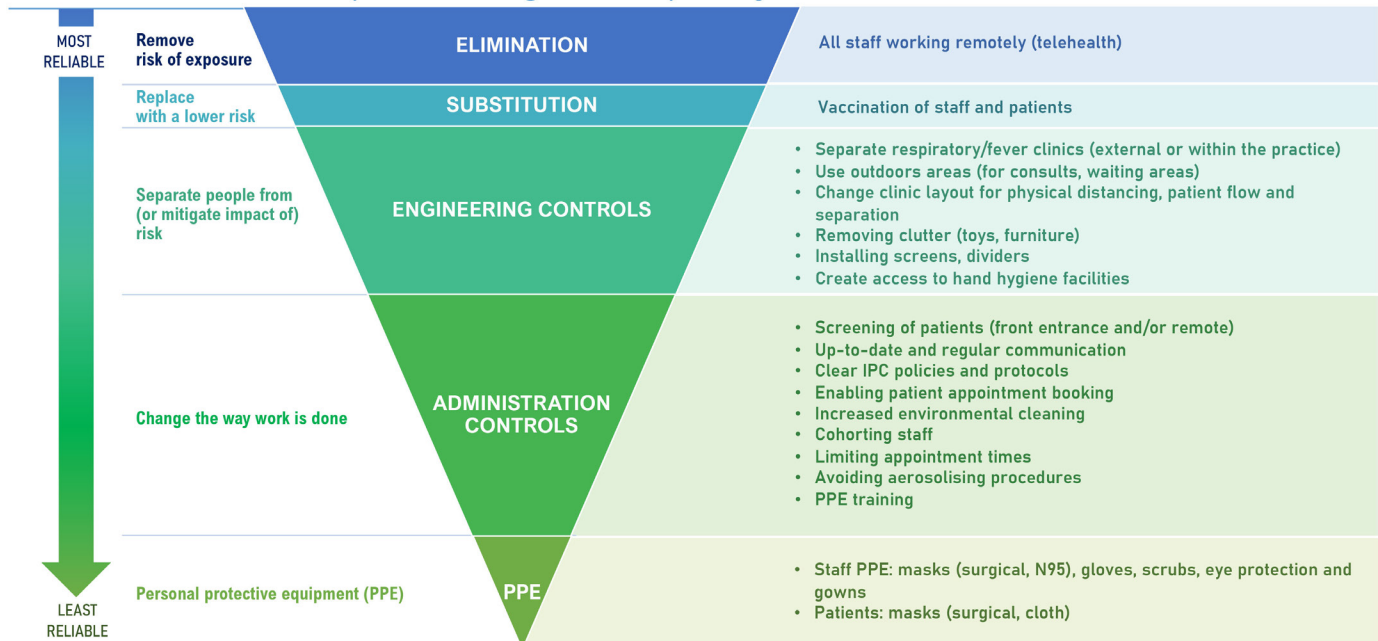 MOST
RELIABLE
Remove
risk of exposure
ELIMINATION
All staff working remotely (telehealth)
Replace
with a lower risk
SUBSTITUTION
Vaccination of staff and patients
Separate people from
(or mitigate impact of)
risk
ENGINEERING CONTROLS
• Separate respiratory/fever clinics (external or within the practice)
• Use outdoors areas (for consults, waiting areas)
• Change clinic layout for physical distancing, patient flow and
separation
• Removing clutter (toys, furniture)
• Installing screens, dividers
• Create access to hand hygiene facilities
Change the way work is done
ADMINISTRATION
CONTROLS
• Screening of patients (front entrance and/or remote)
• Up-to-date and regular communication
• Clear IPC policies and protocols
• Enabling patient appointment booking
• Increased environmental cleaning
• Cohorting staff
• Limiting appointment times
• Avoiding aerosolising procedures
• PPE training
Personal protective equipment (PPE)
PPE
• Staff PPE: masks (surgical, N95), gloves, scrubs, eye protection and
gowns
• Patients: masks (surgical, cloth)
LEAST
RELIABLE